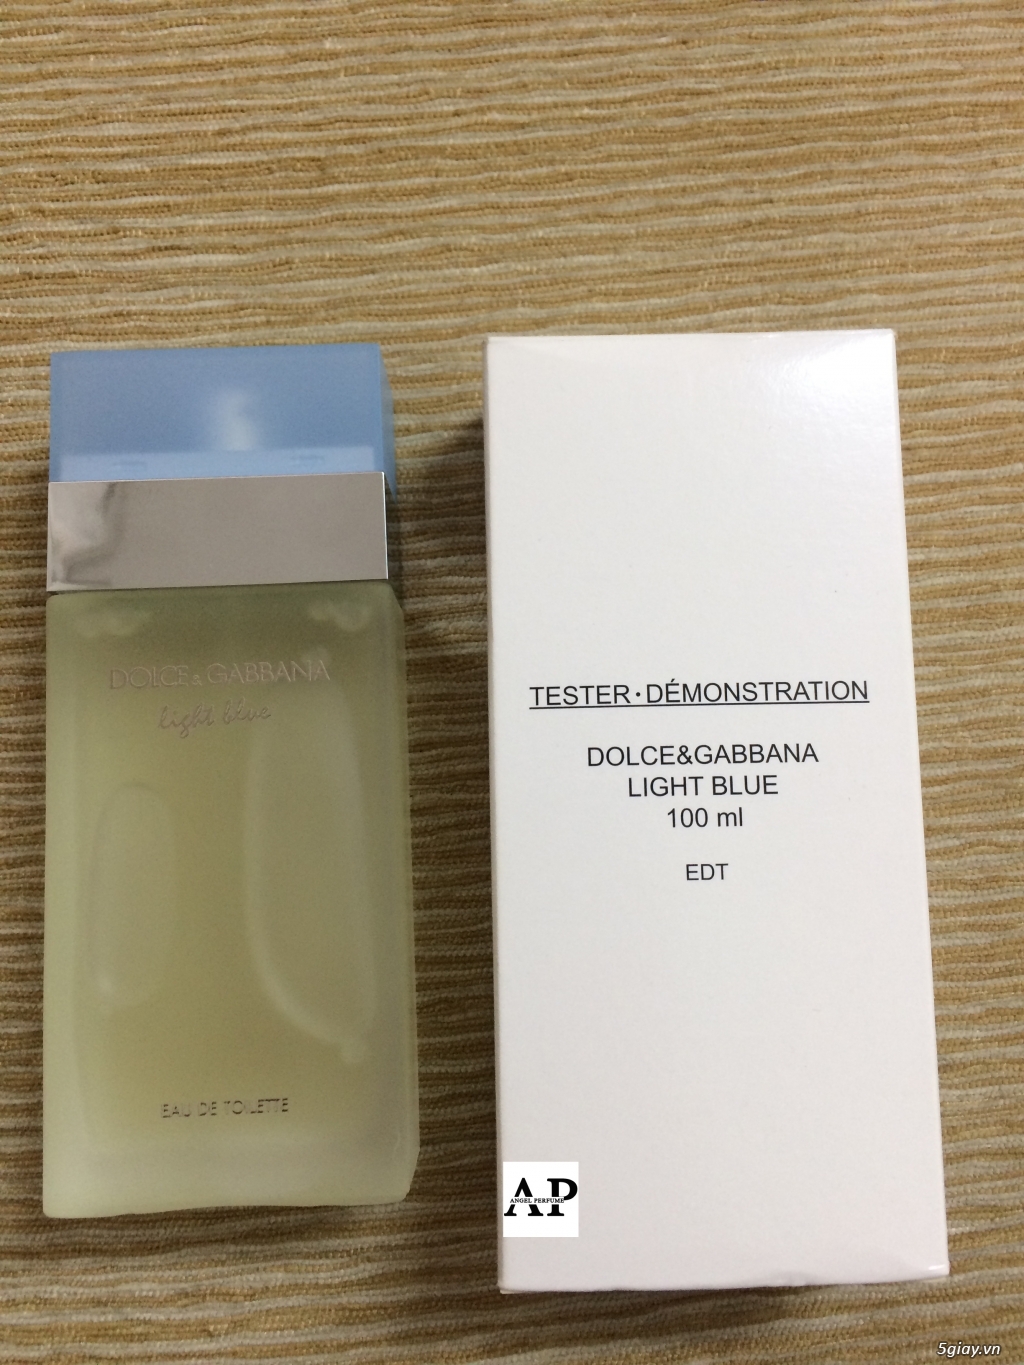 DOLCE & GABBANA
light blue
EAU DE TOILETTE
TESTER·DÉMONSTRATION
DOLCE&GABBANA
LIGHT BLUE
100 ml
EDT
AP
ANGEL PERFUME
5giay.vn